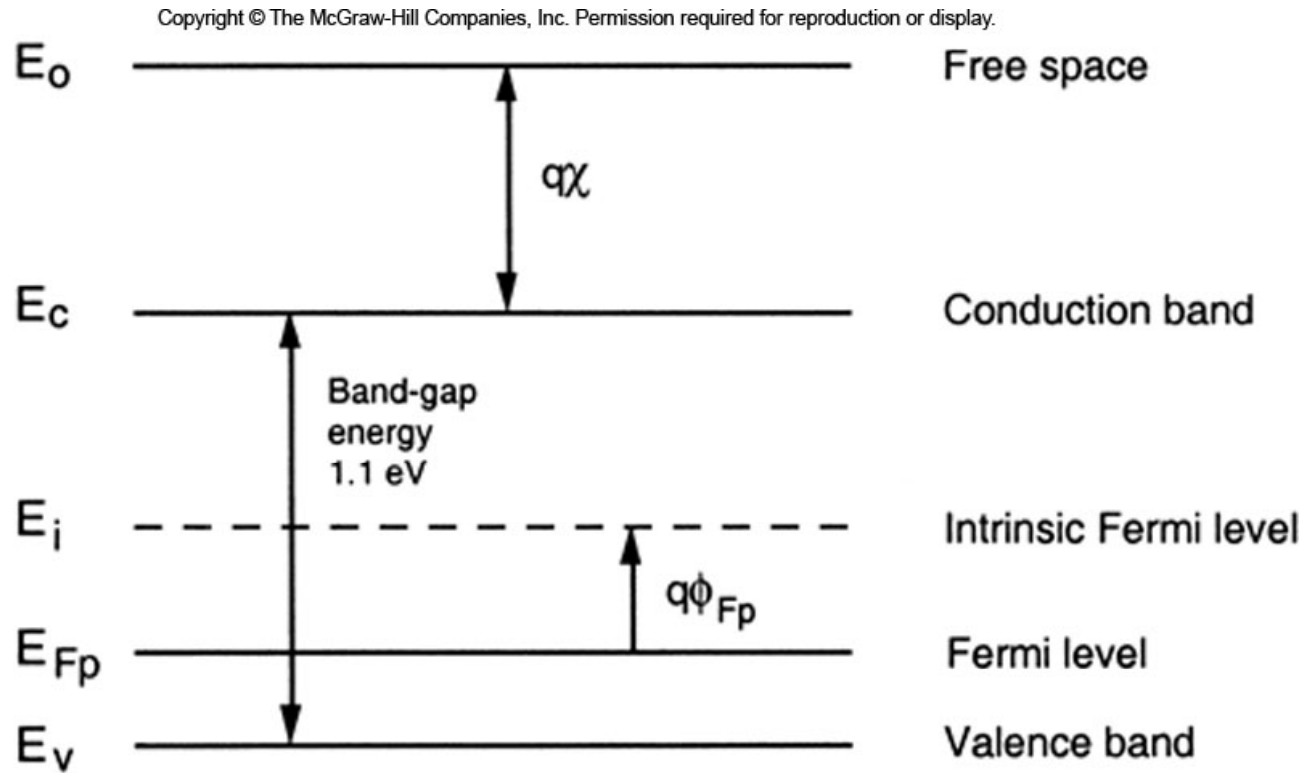 Copyright © The McGraw-Hill Companies, Inc. Permission required for reproduction or display.
Eo Free space
qχ
Ec Conduction band
Band-gap
energy
1.1 eV
Ei Intrinsic Fermi level
qϕFp
EFp Fermi level
Ev Valence band